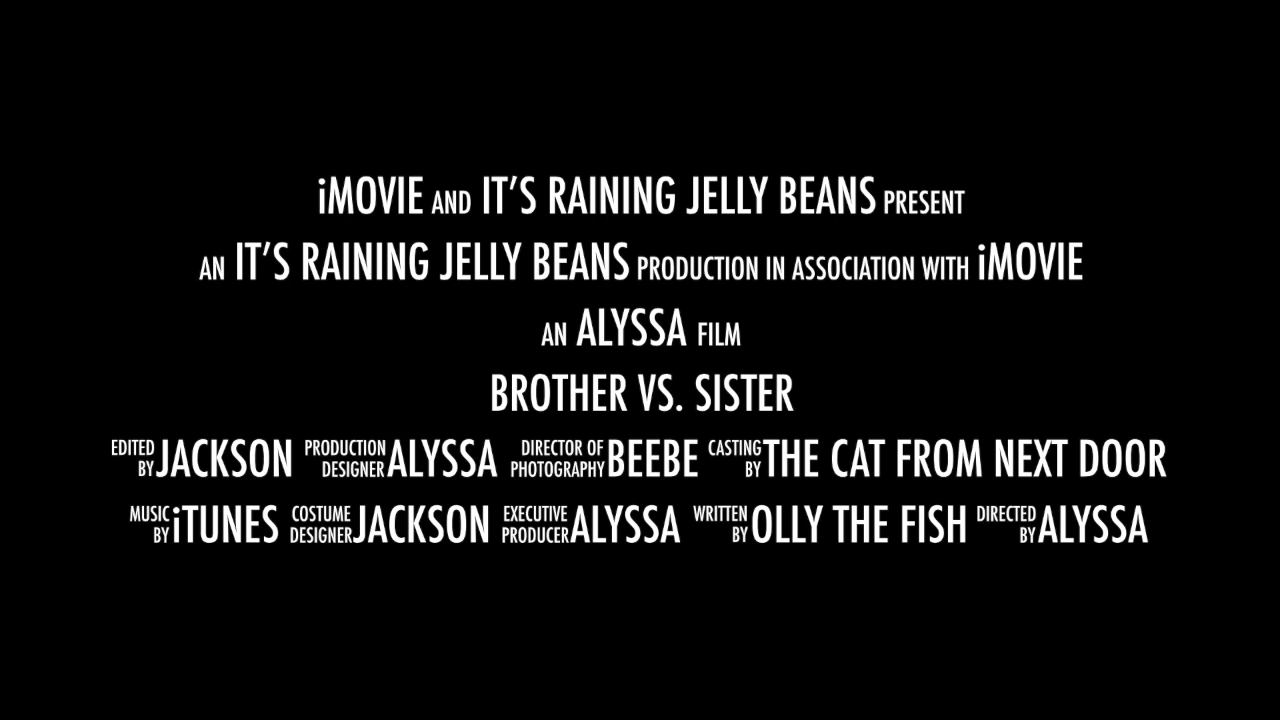 iMOVIE AND IT'S RAINING JELLY BEANS PRESENT
AN IT'S RAINING JELLY BEANS PRODUCTION IN ASSOCIATION WITH iMOVIE
AN ALYSSA FILM
BROTHER VS. SISTER
EDITED BY JACKSON PRODUCTION DESIGNER ALYSSA DIRECTOR OF PHOTOGRAPHY BEEBE CASTING BY THE CAT FROM NEXT DOOR
MUSIC BY iTUNES COSTUME DESIGNER JACKSON EXECUTIVE PRODUCER ALYSSA WRITTEN BY OLLY THE FISH DIRECTED BY ALYSSA